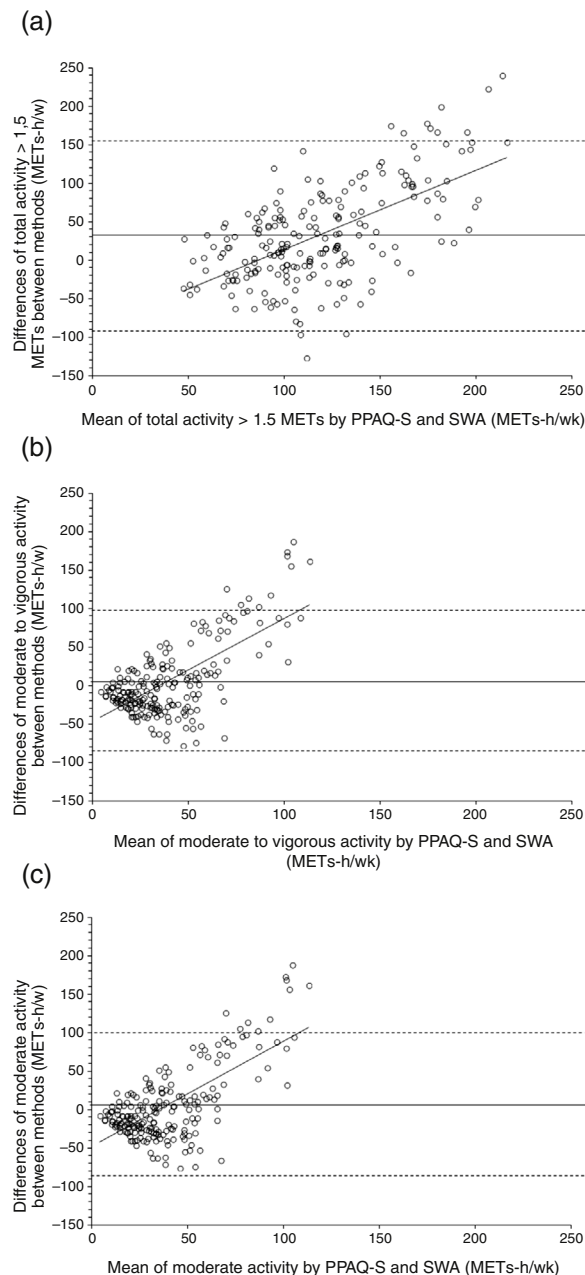 (a)
Differences of total activity > 1,5
METs between methods (METs-h/w)
250
200
150
100
50
0
−50
−100
−150
0 50 100 150 200 250
Mean of total activity > 1.5 METs by PPAQ-S and SWA (METs-h/wk)
(b)
Differences of moderate to vigorous activity
between methods (METs-h/w)
250
200
150
100
50
0
−50
−100
−150
0 50 100 150 200 250
Mean of moderate to vigorous activity by PPAQ-S and SWA
(METs-h/wk)
(c)
Differences of moderate activity
between methods (METs-h/w)
250
200
150
100
50
0
−50
−100
−150
0 50 100 150 200 250
Mean of moderate activity by PPAQ-S and SWA (METs-h/wk)